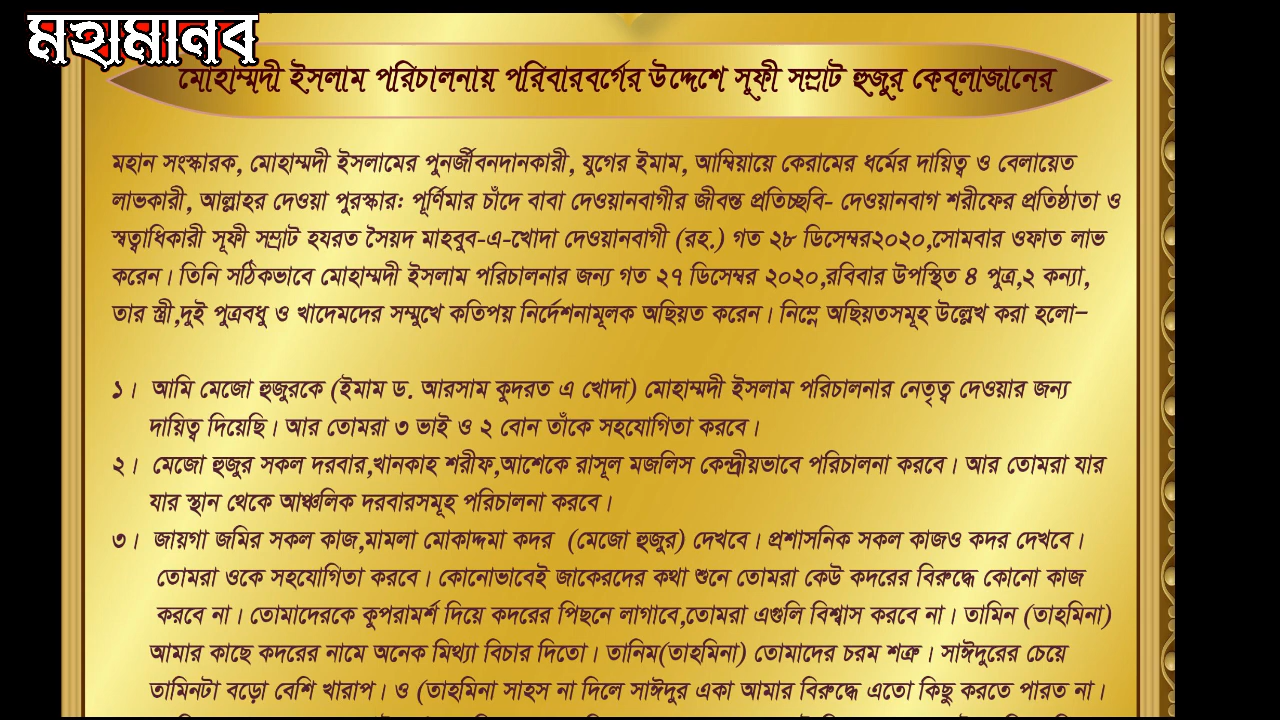 মহামানব
মোহাম্মদী ইসলাম পরিচালনায় পরিবারবর্গের উদ্দেশে সূফী সম্রাট হুজুর কেবলাজানের
মহান সংস্কারক, মোহাম্মদী ইসলামের পুনর্জীবনদানকারী, যুগের ইমাম, আম্বিয়ায়ে কেরামের ধর্মের দায়িত্ব ও বেলায়েত
লাভকারী, আল্লাহর দেওয়া পুরস্কার: পূর্ণিমার চাঁদে বাবা দেওয়ানবাগীর জীবন্ত প্রতিচ্ছবি- দেওয়ানবাগ শরীফের প্রতিষ্ঠাতা ও
স্বত্বাধিকারী সূফী সম্রাট হযরত সৈয়দ মাহবুব-এ-খোদা দেওয়ানবাগী (রহ.) গত ২৮ ডিসেম্বর২০২০,সোমবার ওফাত লাভ
করেন। তিনি সঠিকভাবে মোহাম্মদী ইসলাম পরিচালনার জন্য গত ২৭ ডিসেম্বর ২০২০,রবিবার উপস্থিত ৪ পুত্র,২ কন্যা,
তার স্ত্রী,দুই পুত্রবধু ও খাদেমদের সম্মুখে কতিপয় নির্দেশনামূলক অছিয়ত করেন। নিম্নে অছিয়তসমূহ উল্লেখ করা হলো–
১। আমি মেজো হুজুরকে (ইমাম ড. আরসাম কুদরত এ খোদা) মোহাম্মদী ইসলাম পরিচালনার নেতৃত্ব দেওয়ার জন্য
দায়িত্ব দিয়েছি। আর তোমরা ৩ ভাই ও ২ বোন তাঁকে সহযোগিতা করবে।
২। মেজো হুজুর সকল দরবার,খানকাহ শরীফ,আশেকে রাসূল মজলিস কেন্দ্রীয়ভাবে পরিচালনা করবে। আর তোমরা যার
যার স্থান থেকে আঞ্চলিক দরবারসমূহ পরিচালনা করবে।
৩। জায়গা জমির সকল কাজ,মামলা মোকাদ্দমা কদর (মেজো হুজুর) দেখবে। প্রশাসনিক সকল কাজও কদর দেখবে।
তোমরা ওকে সহযোগিতা করবে। কোনোভাবেই জাকেরদের কথা শুনে তোমরা কেউ কদরের বিরুদ্ধে কোনো কাজ
করবে না। তোমাদেরকে কুপরামর্শ দিয়ে কদরের পিছনে লাগাবে,তোমরা এগুলি বিশ্বাস করবে না। তামিন (তাহমিনা)
আমার কাছে কদরের নামে অনেক মিথ্যা বিচার দিতো। তানিম(তাহমিনা) তোমাদের চরম শত্রু। সাঈদুরের চেয়ে
তামিনটা বড়ো বেশি খারাপ। ও (তাহমিনা সাহস না দিলে সাঈদুর একা আমার বিরুদ্ধে এতো কিছু করতে পারত না।